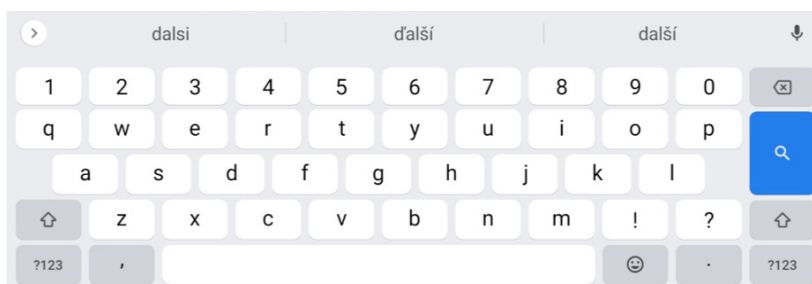 dalsi ďalší další
1 2 3 4 5 6 7 8 9 0
q w e r t y u i o p
a s d f g h j k l
z x c v b n m ! ?
?123 , . ?123